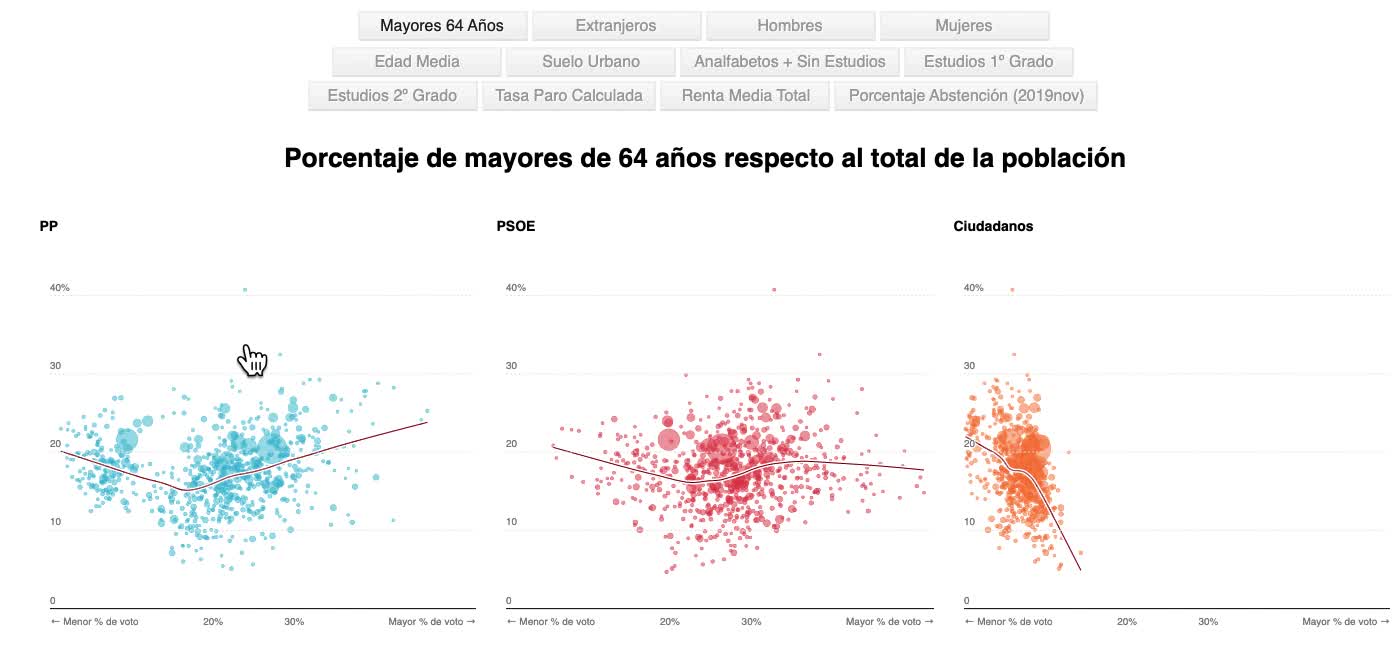 Mayores 64 Años Extranjeros Hombres Mujeres
Edad Media Suelo Urbano Analfabetos + Sin Estudios Estudios 1º Grado
Estudios 2º Grado Tasa Paro Calculada Renta Media Total Porcentaje Abstención (2019nov)
Porcentaje de mayores de 64 años respecto al total de la población
PP PSOE Ciudadanos
40% 40% 40%
30 30 30
20 20 20
10 10 10
0 0 0
← Menor % de voto 20% 30% Mayor % de voto → ← Menor % de voto 20% 30% Mayor % de voto → ← Menor % de voto 20% 30% Mayor % de voto →